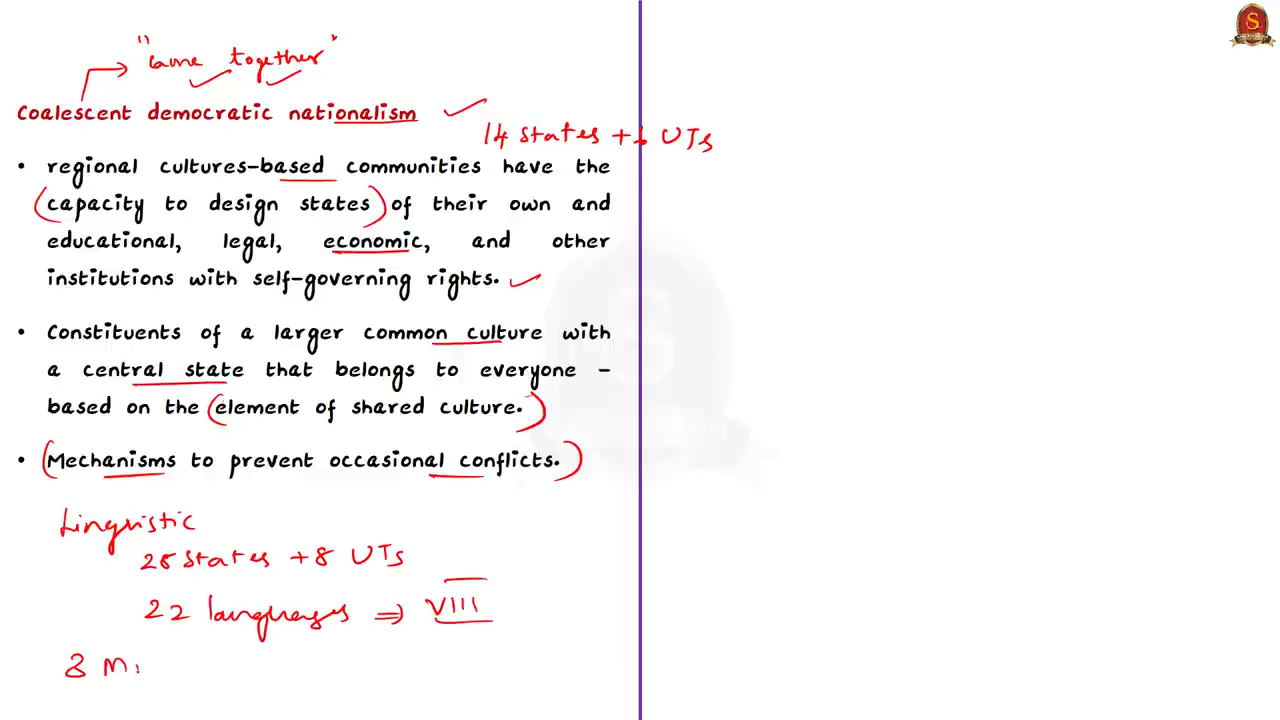 "Came together"
Coalescent democratic nationalism
14 states + 6 UTs
• regional cultures-based communities have the
capacity to design states of their own and
educational, legal, economic, and other
institutions with self-governing rights.
• Constituents of a larger common culture with
a central state that belongs to everyone –
based on the element of shared culture.
• Mechanisms to prevent occasional conflicts.
Linguistic
28 states + 8 UTs
22 languages ⇒ VIII